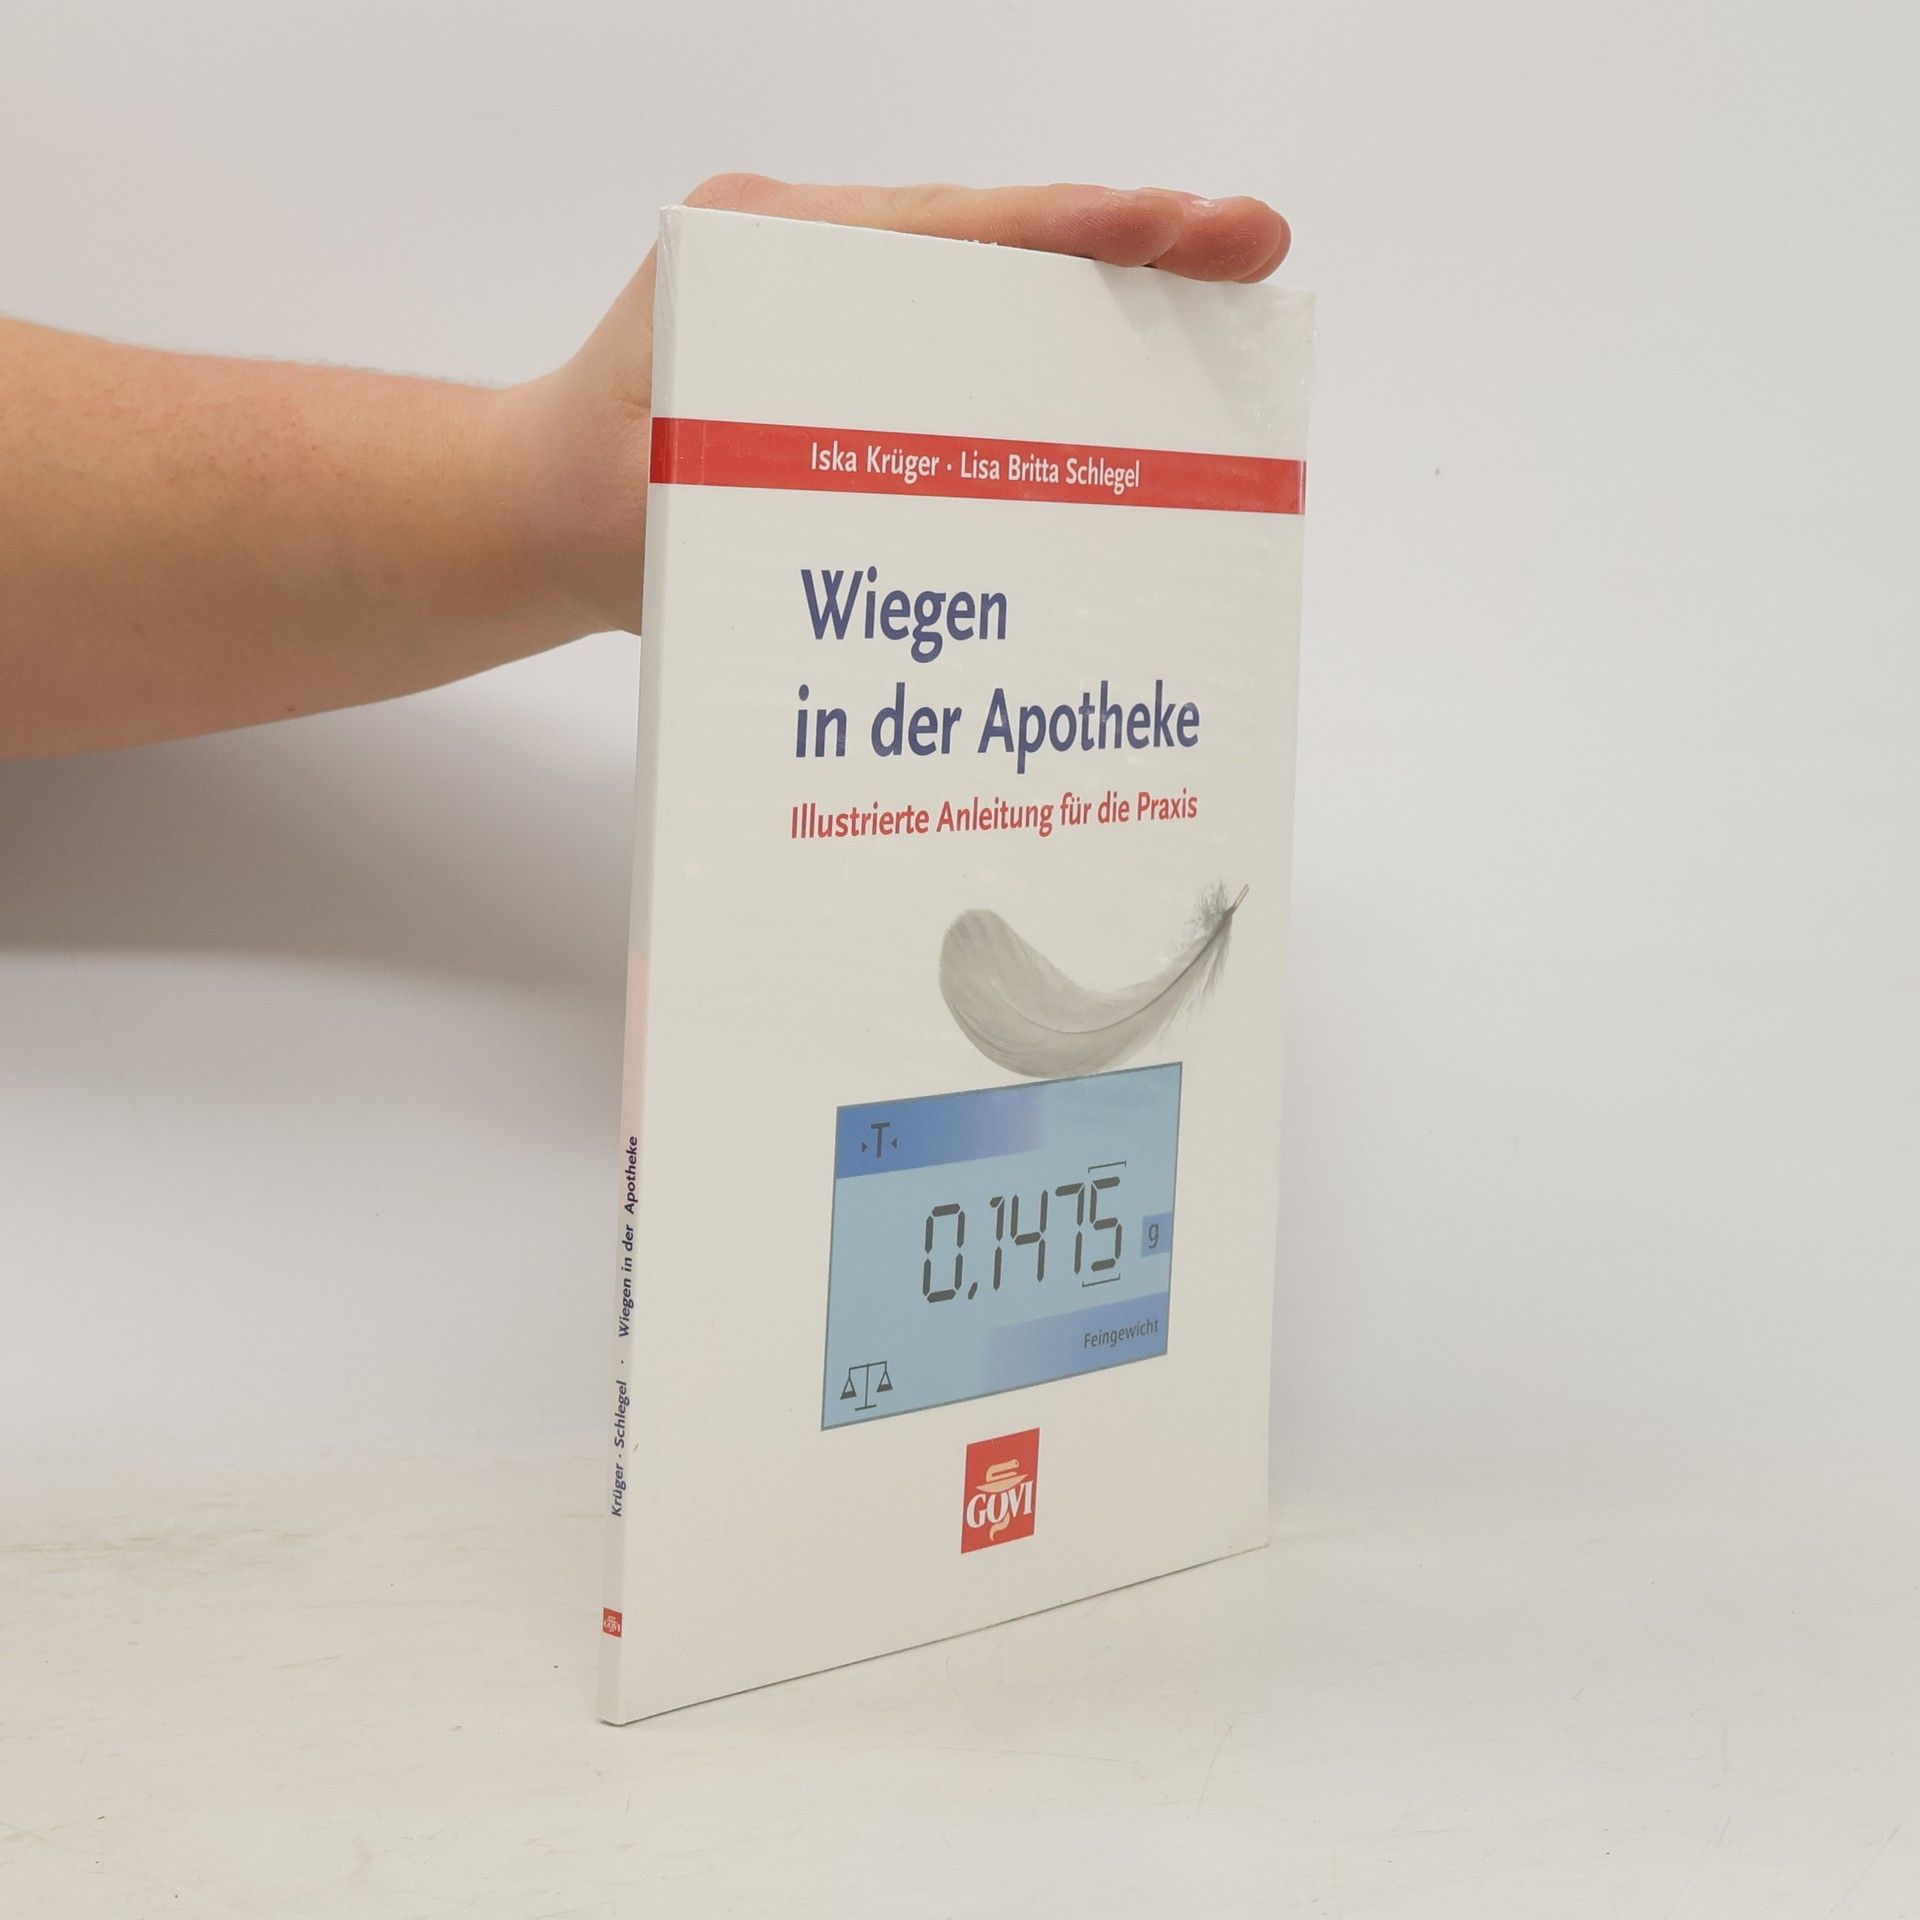 Iska Krüger · Lisa Britta Schlegel
Wiegen
in der Apotheke
Illustrierte Anleitung für die Praxis
T
0,1475 g
Feingewicht
GOVI
Krüger · Schlegel · Wiegen in der Apotheke
GOVI